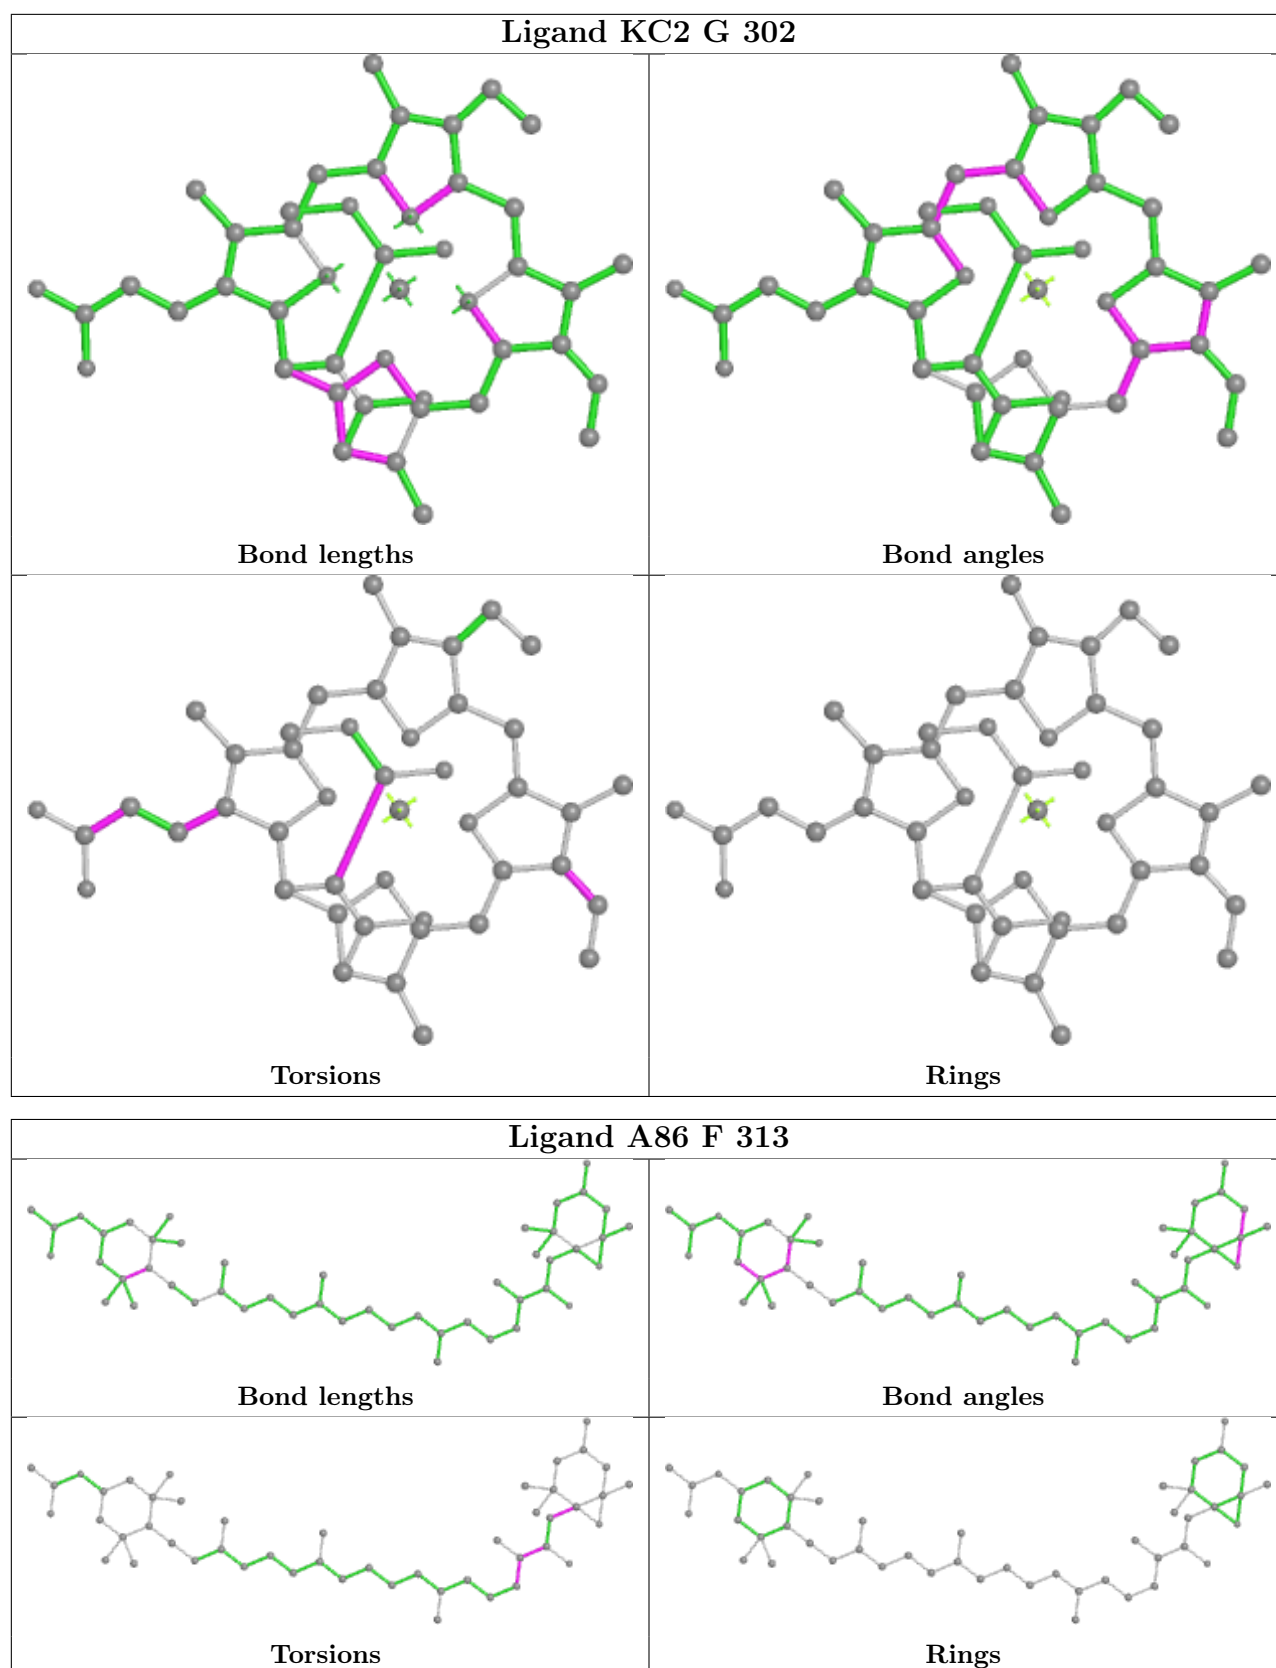 Ligand KC2 G 302
Bond lengths
Bond angles
Torsions
Rings
Ligand A86 F 313
Bond lengths
Bond angles
Torsions
Rings